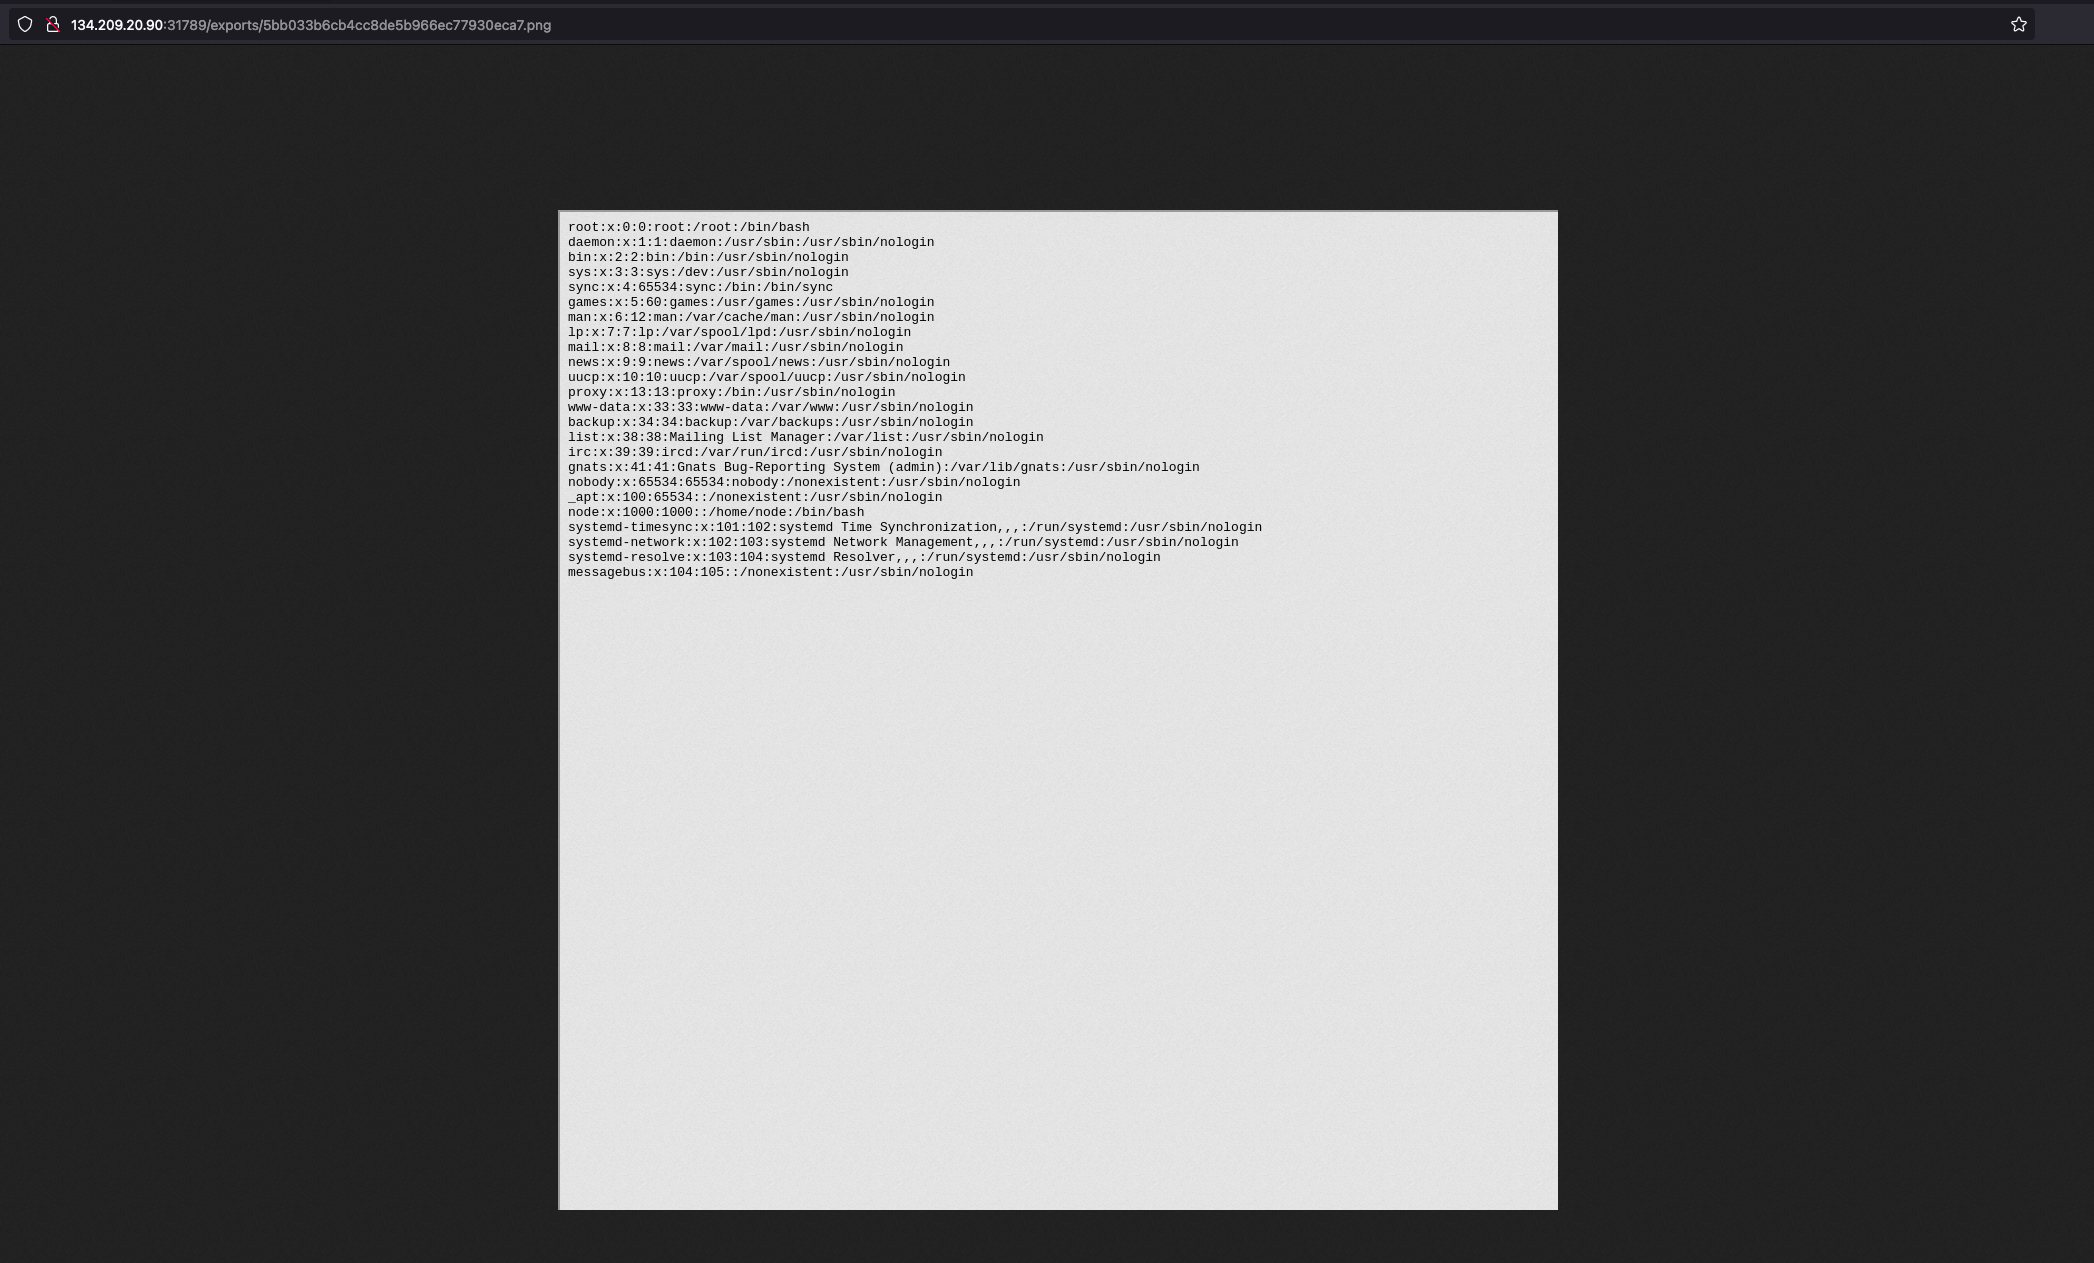 134.209.20.90:31789/exports/5bb033b6cb4cc8de5b966ec77930eca7.png
root:x:0:0:root:/root:/bin/bash
daemon:x:1:1:daemon:/usr/sbin:/usr/sbin/nologin
bin:x:2:2:bin:/bin:/usr/sbin/nologin
sys:x:3:3:sys:/dev:/usr/sbin/nologin
sync:x:4:65534:sync:/bin:/bin/sync
games:x:5:60:games:/usr/games:/usr/sbin/nologin
man:x:6:12:man:/var/cache/man:/usr/sbin/nologin
lp:x:7:7:lp:/var/spool/lpd:/usr/sbin/nologin
mail:x:8:8:mail:/var/mail:/usr/sbin/nologin
news:x:9:9:news:/var/spool/news:/usr/sbin/nologin
uucp:x:10:10:uucp:/var/spool/uucp:/usr/sbin/nologin
proxy:x:13:13:proxy:/bin:/usr/sbin/nologin
www-data:x:33:33:www-data:/var/www:/usr/sbin/nologin
backup:x:34:34:backup:/var/backups:/usr/sbin/nologin
list:x:38:38:Mailing List Manager:/var/list:/usr/sbin/nologin
irc:x:39:39:ircd:/var/run/ircd:/usr/sbin/nologin
gnats:x:41:41:Gnats Bug-Reporting System (admin):/var/lib/gnats:/usr/sbin/nologin
nobody:x:65534:65534:nobody:/nonexistent:/usr/sbin/nologin
_apt:x:100:65534::/nonexistent:/usr/sbin/nologin
node:x:1000:1000::/home/node:/bin/bash
systemd-timesync:x:101:102:systemd Time Synchronization,,,:/run/systemd:/usr/sbin/nologin
systemd-network:x:102:103:systemd Network Management,,,:/run/systemd:/usr/sbin/nologin
systemd-resolve:x:103:104:systemd Resolver,,,:/run/systemd:/usr/sbin/nologin
messagebus:x:104:105::/nonexistent:/usr/sbin/nologin